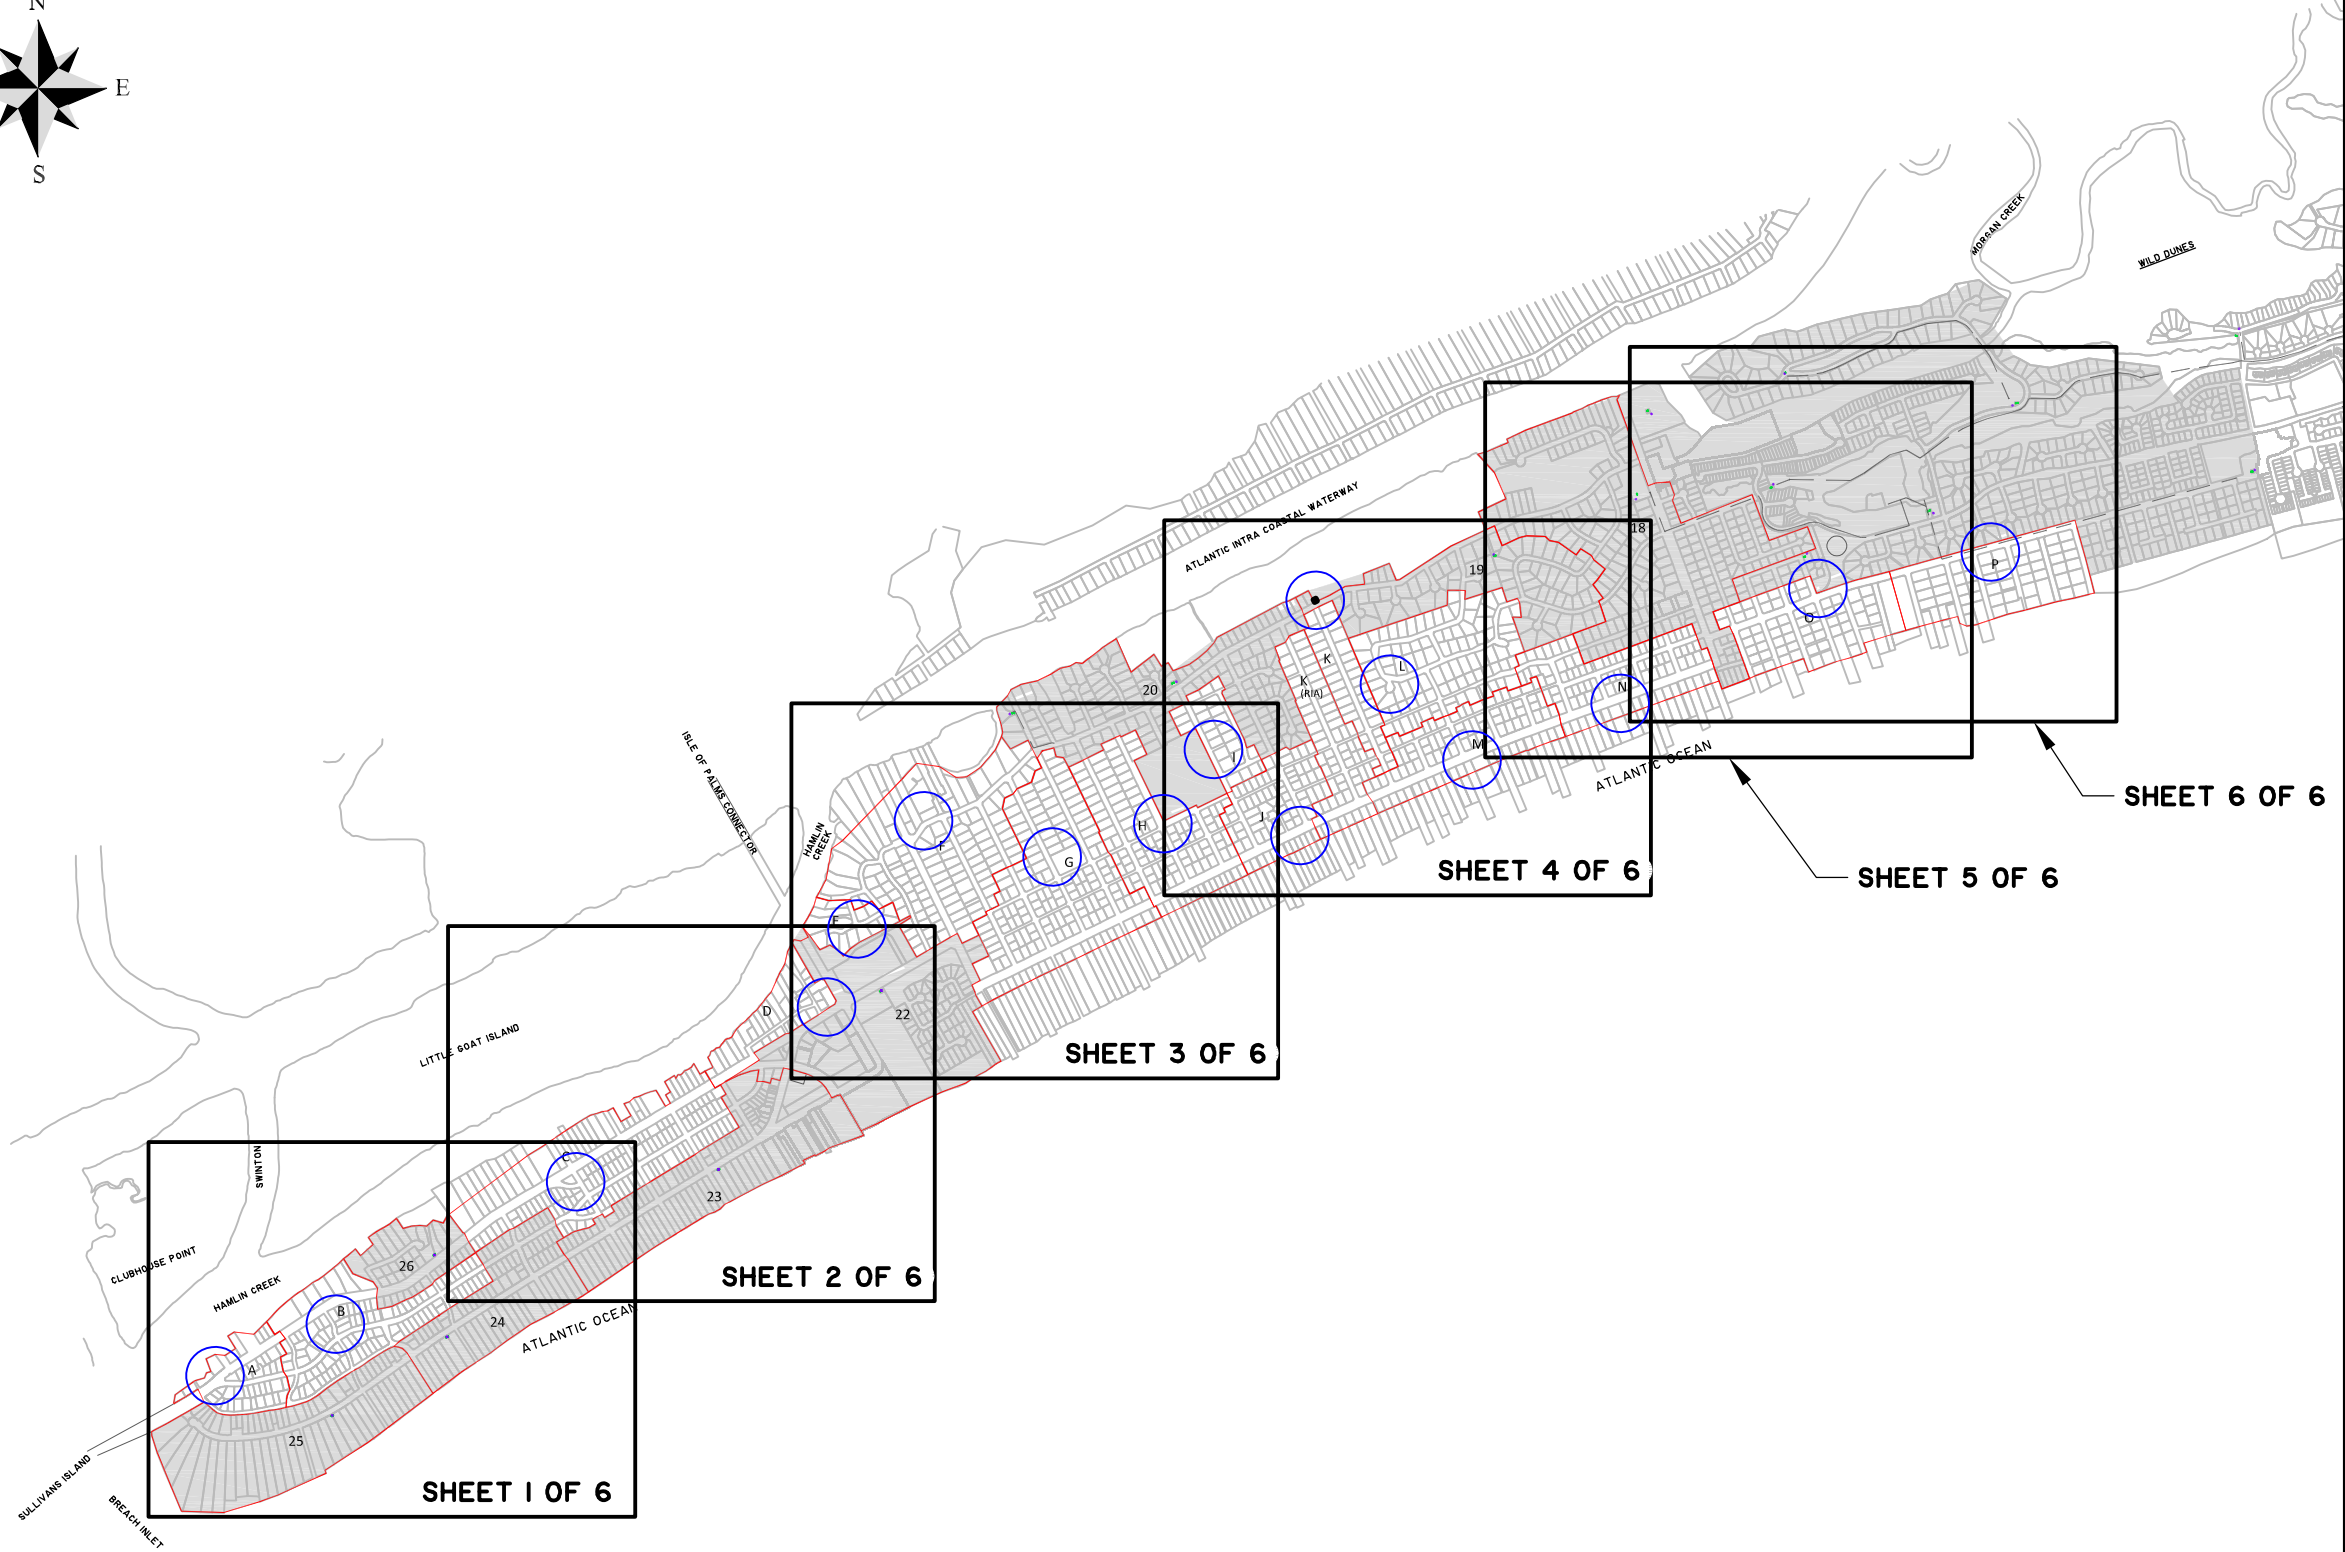 N
E
S
MORGAN CREEK
WILD DUNES
ATLANTIC INTRA COASTAL WATERWAY
18
19
P
O
K
L
K
(RIA)
20
N
M
I
J
H
ATLANTIC OCEAN
SHEET 6 OF 6
SHEET 5 OF 6
SHEET 4 OF 6
ISLE OF PALMS CONNECTOR
HAMLIN
CREEK
F
G
E
D
22
SHEET 3 OF 6
LITTLE GOAT ISLAND
SWINTON
C
23
SHEET 2 OF 6
CLUBHOUSE POINT
HAMLIN CREEK
26
B
24
ATLANTIC OCEAN
A
25
SHEET 1 OF 6
SULLIVANS ISLAND
BREACH INLET